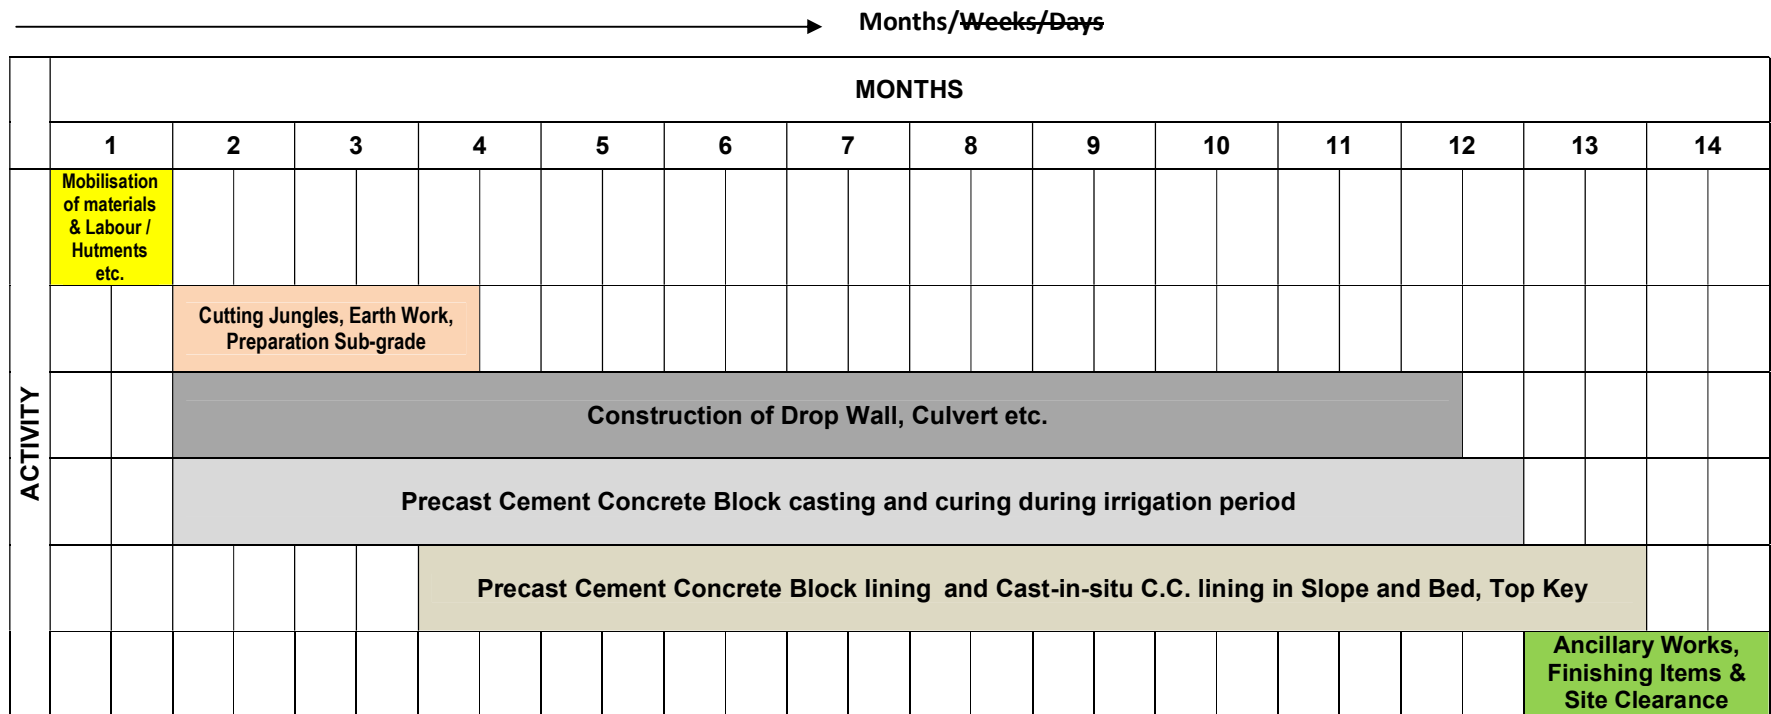 Months/Weeks/Days
MONTHS
1 2 3 4 5 6 7 8 9 10 11 12 13 14
ACTIVITY
Mobilisation
of materials
& Labour /
Hutments
etc.
Cutting Jungles, Earth Work,
Preparation Sub-grade
Construction of Drop Wall, Culvert etc.
Precast Cement Concrete Block casting and curing during irrigation period
Precast Cement Concrete Block lining and Cast-in-situ C.C. lining in Slope and Bed, Top Key
Ancillary Works,
Finishing Items &
Site Clearance